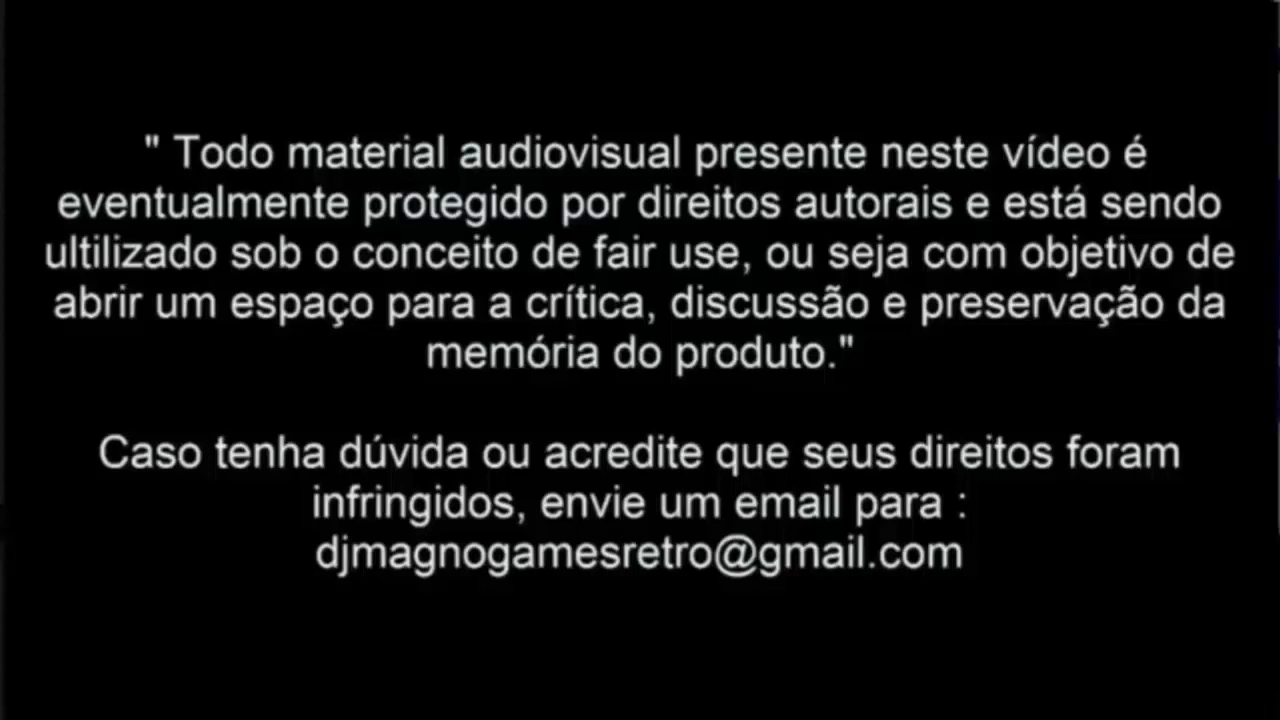 " Todo material audiovisual presente neste vídeo é
eventualmente protegido por direitos autorais e está sendo
ultilizado sob o conceito de fair use, ou seja com objetivo de
abrir um espaço para a crítica, discussão e preservação da
memória do produto."
Caso tenha dúvida ou acredite que seus direitos foram
infringidos, envie um email para :
djmagnogamesretro@gmail.com